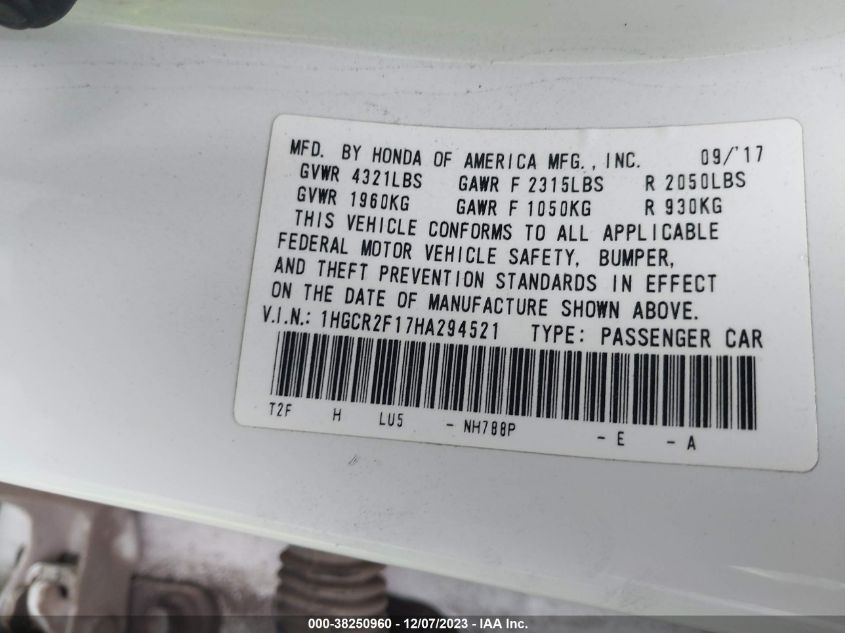 MFD. BY HONDA OF AMERICA MFG., INC. 09/'17
GVWR 4321LBS GAWR F 2315LBS R 2050LBS
GVWR 1960KG GAWR F 1050KG R 930KG
THIS VEHICLE CONFORMS TO ALL APPLICABLE
FEDERAL MOTOR VEHICLE SAFETY, BUMPER,
AND THEFT PREVENTION STANDARDS IN EFFECT
ON THE DATE OF MANUFACTURE SHOWN ABOVE.
V.I.N.: 1HGCR2F17HA294521 TYPE: PASSENGER CAR
T2F H LU5 - NH788P - E - A
000-38250960 - 12/07/2023 - IAA Inc.